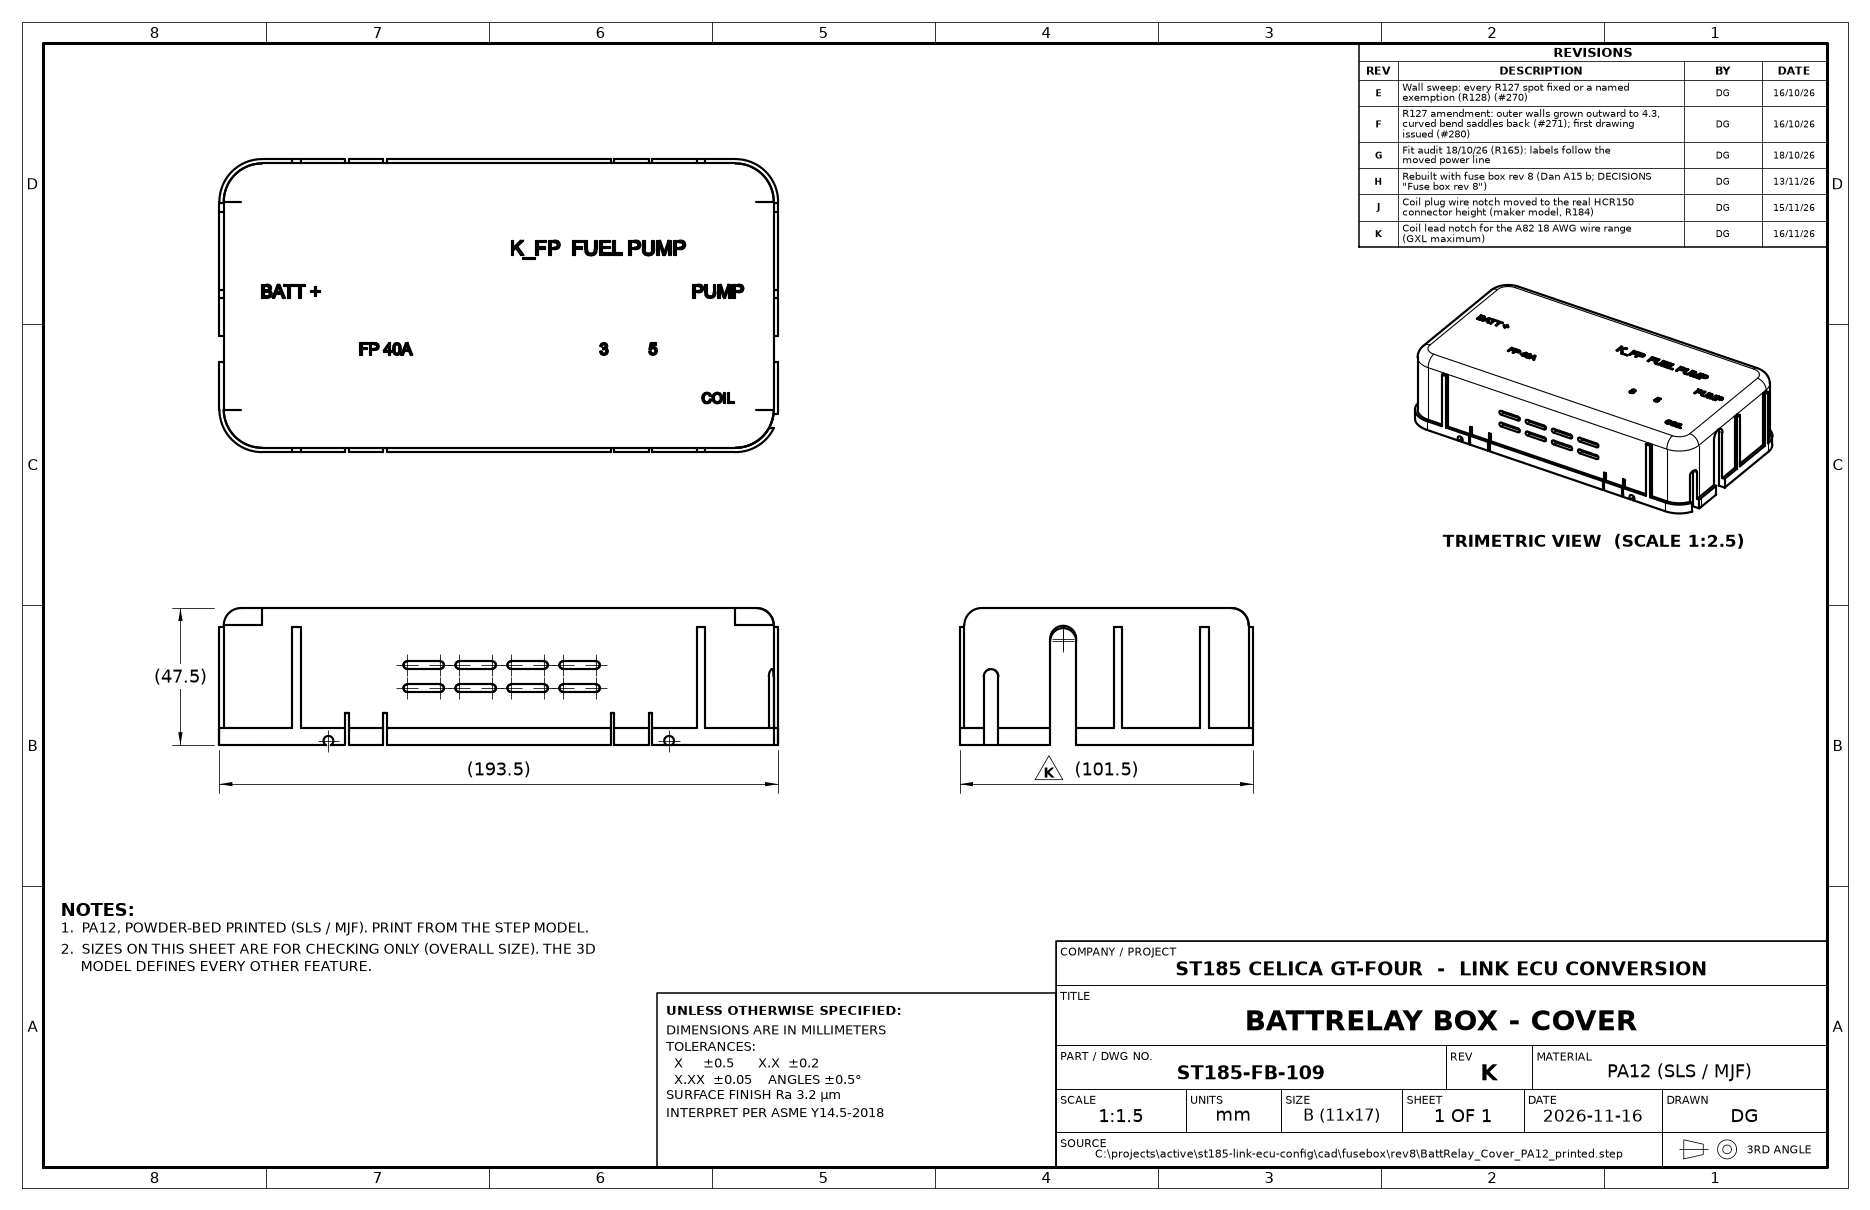 8 7 6 5 4 3 2 1
REVISIONS
REV DESCRIPTION BY DATE
E Wall sweep: every R127 spot fixed or a named
exemption (R128) (#270) DG 16/10/26
F R127 amendment: outer walls grown outward to 4.3,
curved bend saddles back (#271); first drawing
issued (#280) DG 16/10/26
G Fit audit 18/10/26 (R165): labels follow the
moved power line DG 18/10/26
H Rebuilt with fuse box rev 8 (Dan A15 b; DECISIONS
"Fuse box rev 8") DG 13/11/26
J Coil plug wire notch moved to the real HCR150
connector height (maker model, R184) DG 15/11/26
K Coil lead notch for the A82 18 AWG wire range
(GXL maximum) DG 16/11/26
D D
K_FP FUEL PUMP
BATT + PUMP
FP 40A 3 5
COIL
BATT +
FP 40A
K_FP FUEL PUMP
3 5
PUMP
COIL
C C
TRIMETRIC VIEW (SCALE 1:2.5)
(47.5)
B B
(193.5)
K (101.5)
NOTES:
1. PA12, POWDER-BED PRINTED (SLS / MJF). PRINT FROM THE STEP MODEL.
2. SIZES ON THIS SHEET ARE FOR CHECKING ONLY (OVERALL SIZE). THE 3D
MODEL DEFINES EVERY OTHER FEATURE.
A A
UNLESS OTHERWISE SPECIFIED:
DIMENSIONS ARE IN MILLIMETERS
TOLERANCES:
X ±0.5 X.X ±0.2
X.XX ±0.05 ANGLES ±0.5°
SURFACE FINISH Ra 3.2 µm
INTERPRET PER ASME Y14.5-2018
COMPANY / PROJECT
ST185 CELICA GT-FOUR - LINK ECU CONVERSION
TITLE
BATTRELAY BOX - COVER
PART / DWG NO. REV MATERIAL
ST185-FB-109 K PA12 (SLS / MJF)
SCALE UNITS SIZE SHEET DATE DRAWN
1:1.5 mm B (11x17) 1 OF 1 2026-11-16 DG
SOURCE
C:\projects\active\st185-link-ecu-config\cad\fusebox\rev8\BattRelay_Cover_PA12_printed.step
3RD ANGLE
8 7 6 5 4 3 2 1